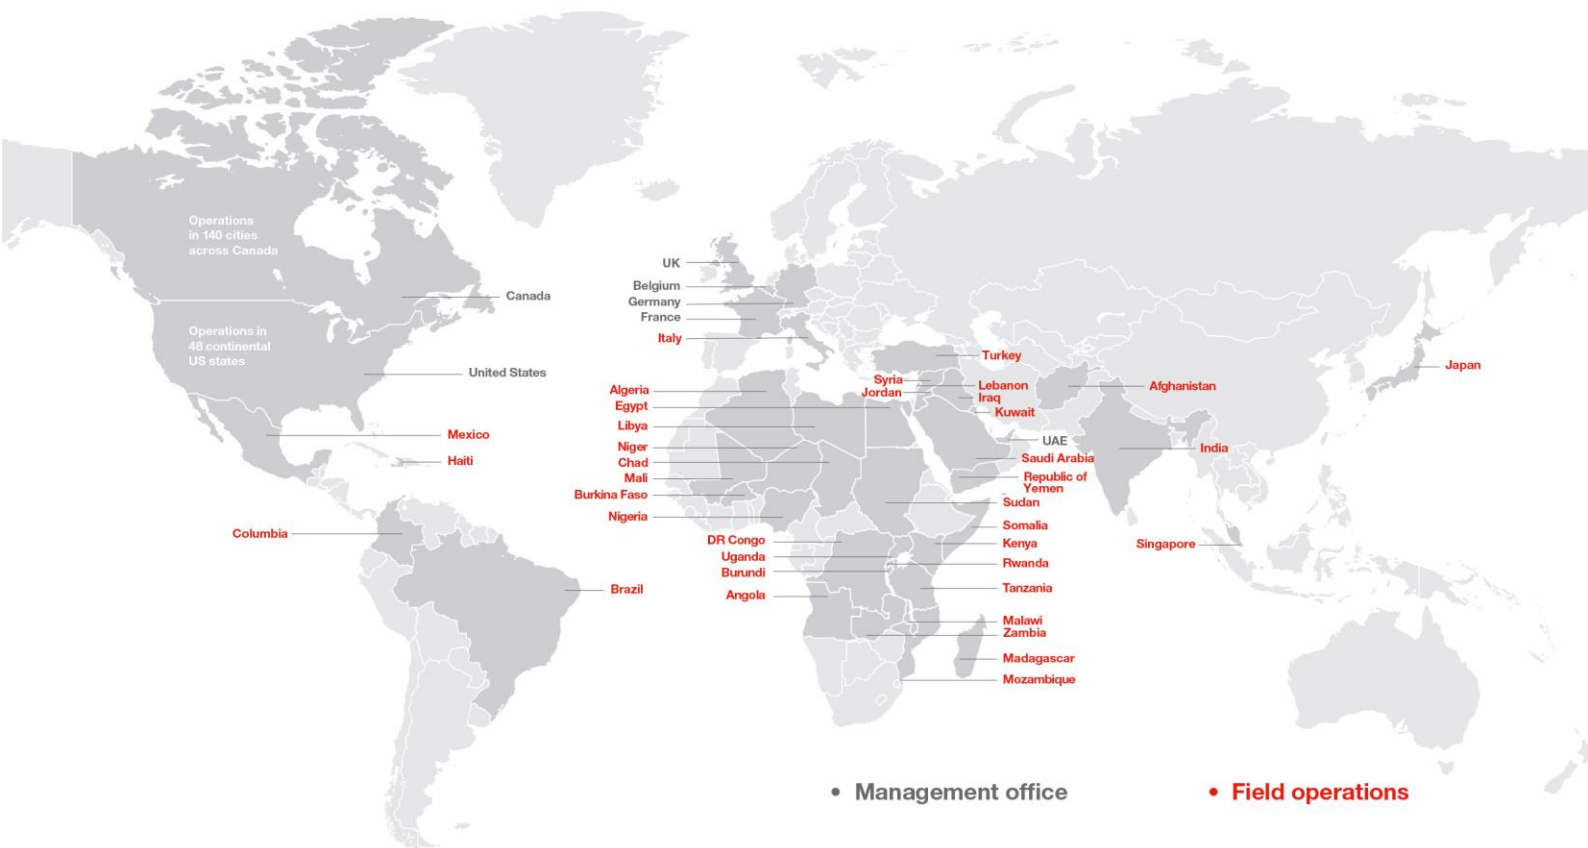 Operations
in 140 cities
across Canada
Canada
Operations in
48 continental
US states
United States
Mexico
Haiti
Columbia
Brazil
UK
Belgium
Germany
France
Italy
Algeria
Egypt
Libya
Niger
Chad
Mali
Burkina Faso
Nigeria
DR Congo
Uganda
Burundi
Angola
Turkey
Syria
Jordan
Lebanon
Iraq
Kuwait
UAE
Saudi Arabia
Republic of
Yemen
Sudan
Somalia
Kenya
Rwanda
Tanzania
Malawi
Zambia
Madagascar
Mozambique
Afghanistan
India
Singapore
Japan
• Management office
• Field operations